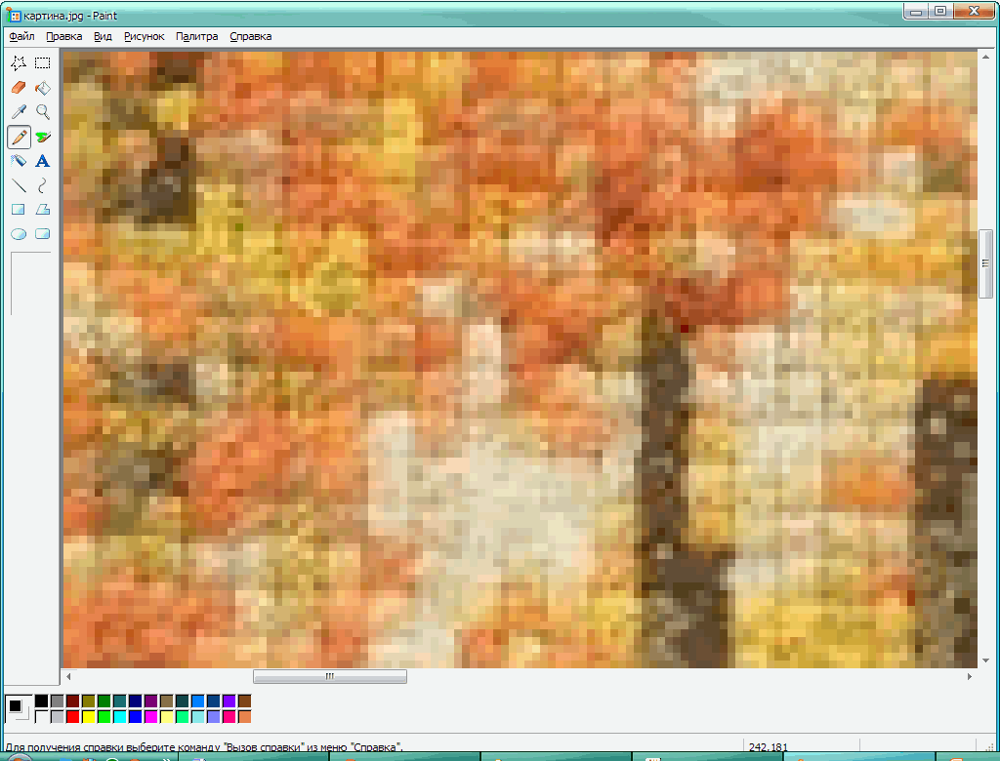 картина.jpg - Paint
Файл Правка Вид Рисунок Палитра Справка
A
Для получения справки выберите команду "Вызов справки" из меню "Справка".
242,181